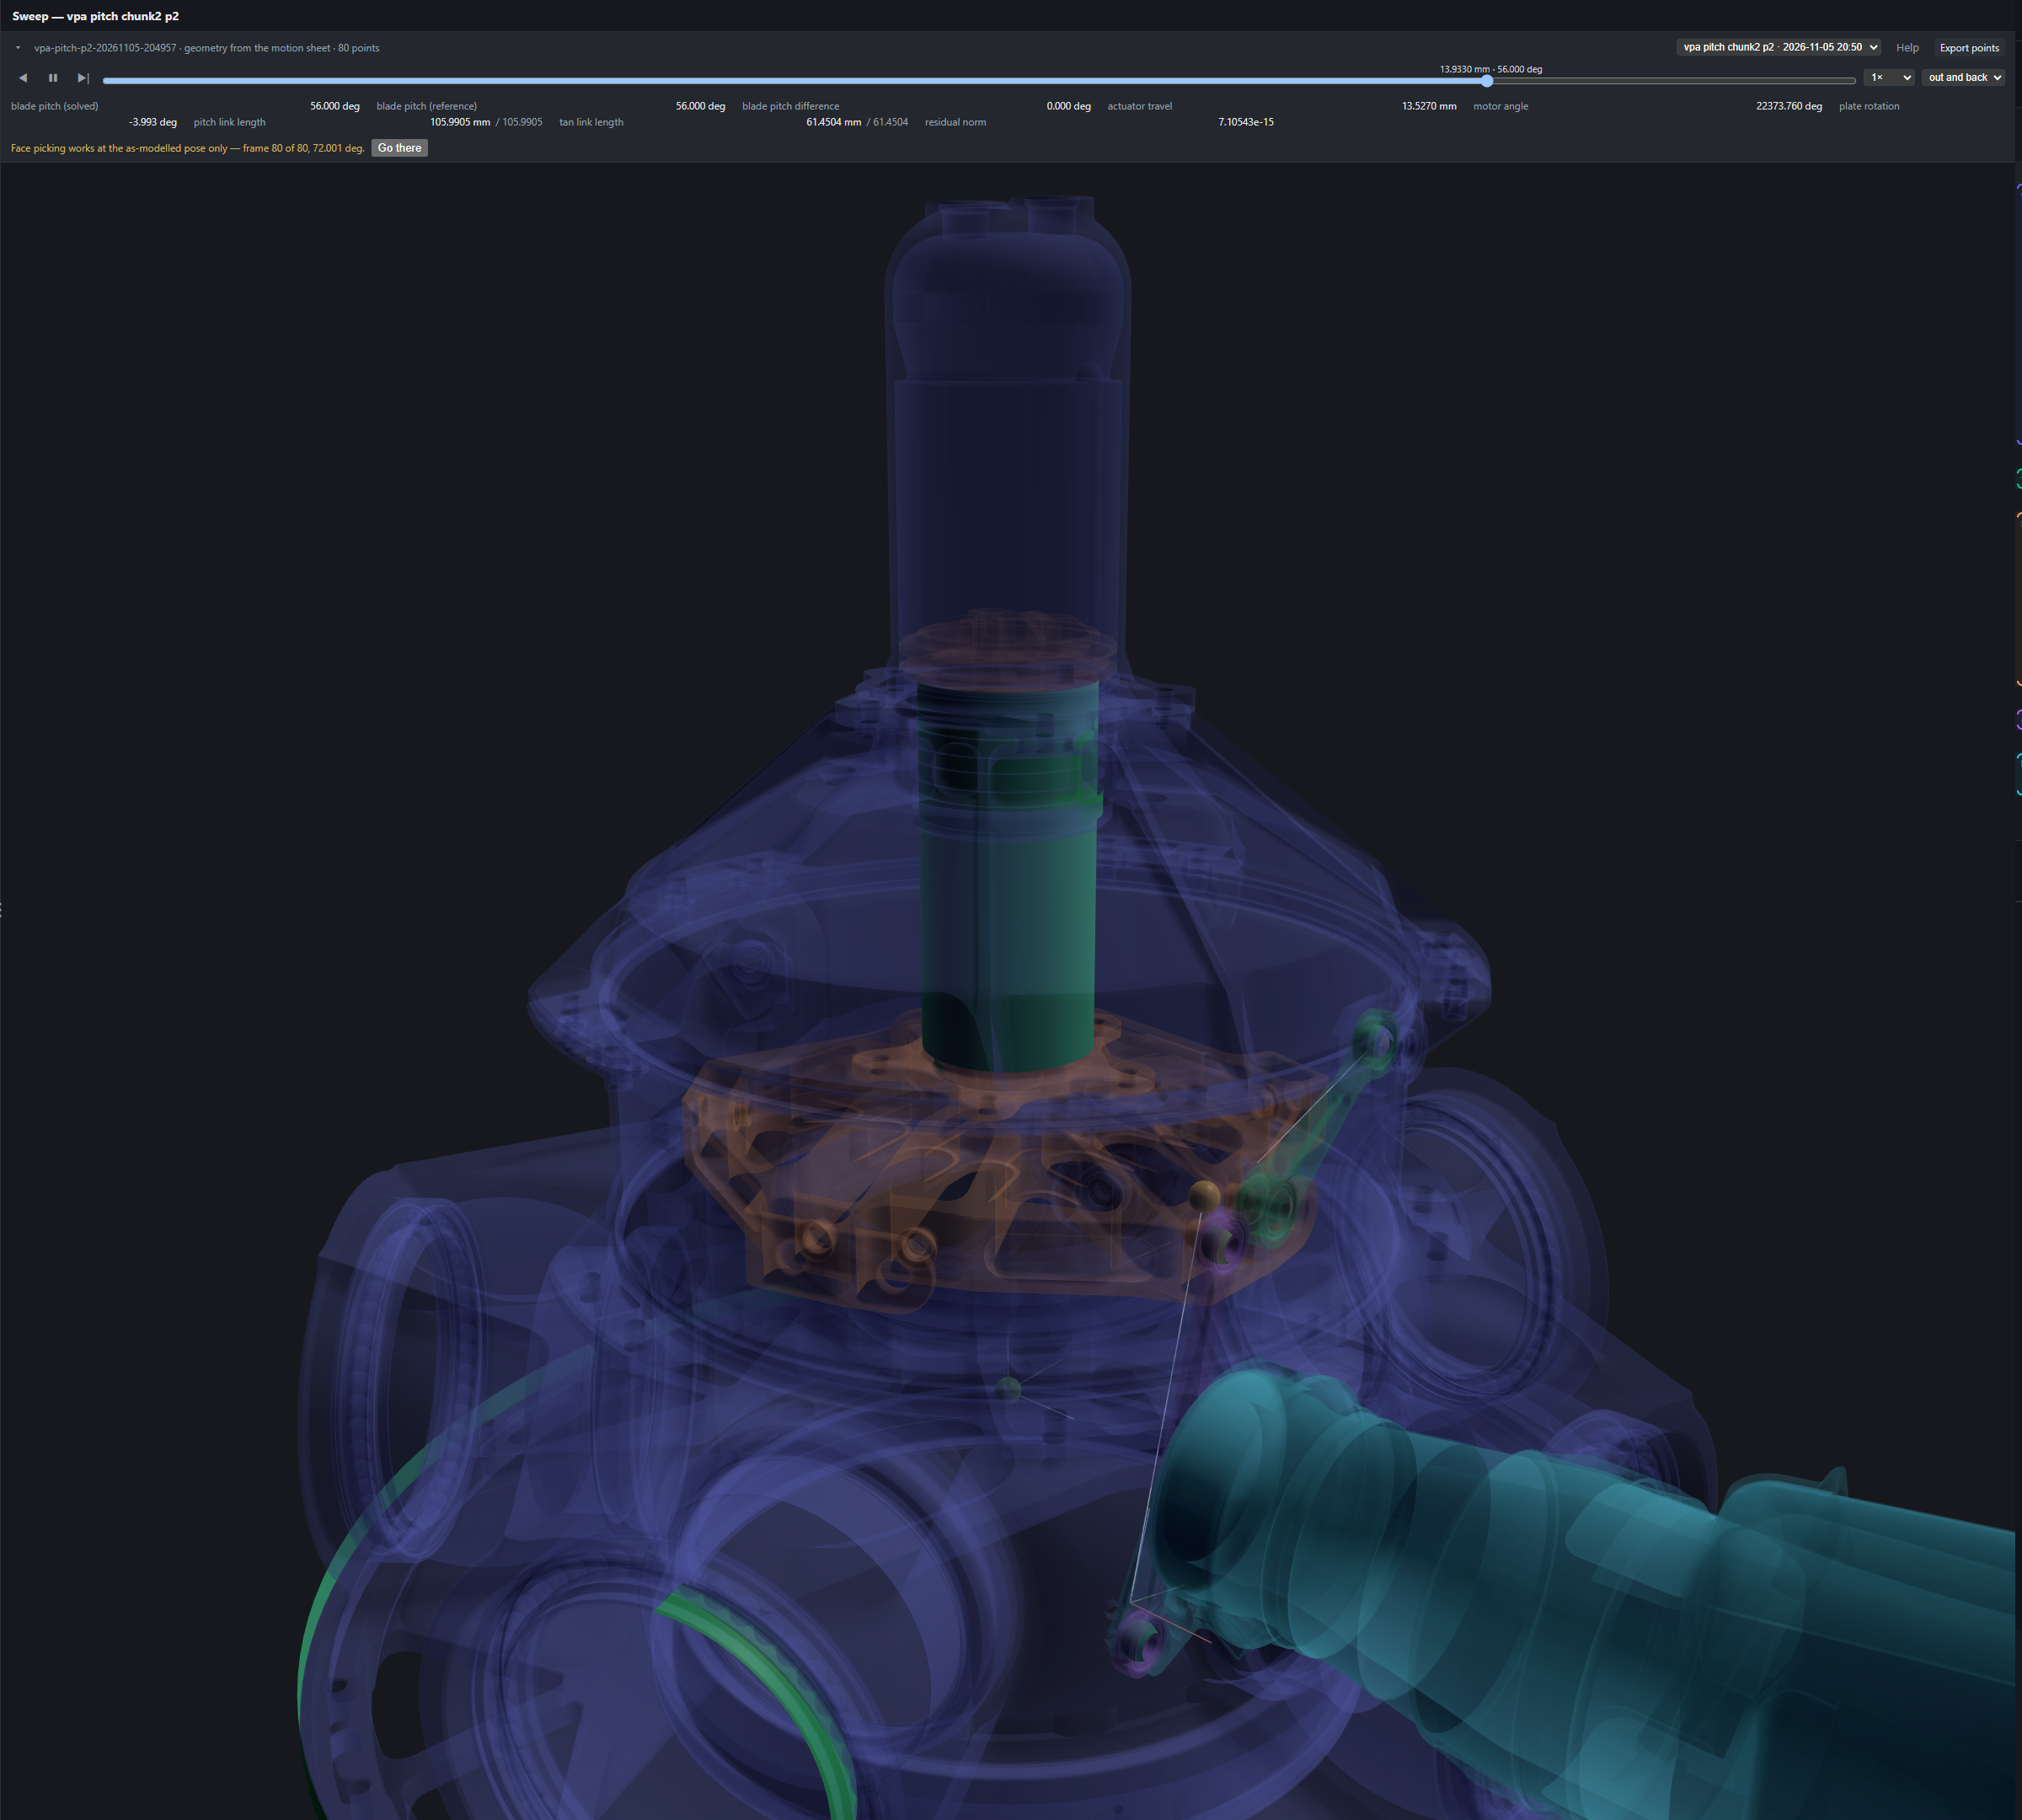 Sweep — vpa pitch chunk2 p2
vpa-pitch-p2-20261105-204957 · geometry from the motion sheet · 80 points
vpa pitch chunk2 p2 · 2026-11-05 20:50
Help
Export points
13.9330 mm · 56.000 deg
1×
out and back
blade pitch (solved) 56.000 deg blade pitch (reference) 56.000 deg blade pitch difference 0.000 deg actuator travel 13.5270 mm motor angle 22373.760 deg plate rotation
-3.993 deg pitch link length 105.9905 mm / 105.9905 tan link length 61.4504 mm / 61.4504 residual norm 7.10543e-15
Face picking works at the as-modelled pose only — frame 80 of 80, 72.001 deg. Go there